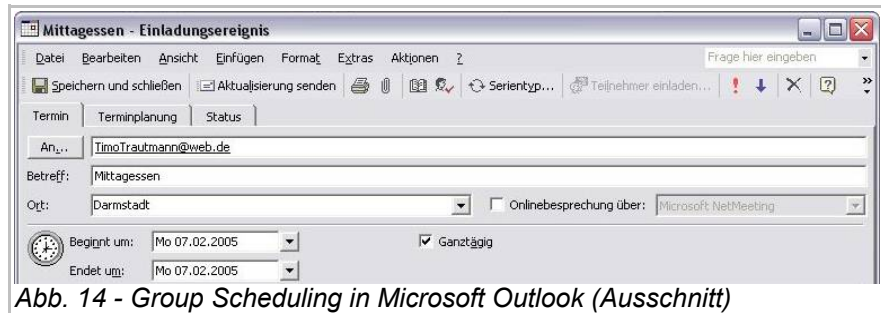 Mittagessen - Einladungsereignis
Datei Bearbeiten Ansicht Einfügen Format Extras Aktionen ? Frage hier eingeben
Speichern und schließen Aktualisierung senden Serientyp... Teilnehmer einladen...
Termin Terminplanung Status
An... TimoTrautmann@web.de
Betreff: Mittagessen
Ort: Darmstadt Onlinebesprechung über: Microsoft NetMeeting
Beginnt um: Mo 07.02.2005 Ganztägig
Endet um: Mo 07.02.2005
Abb. 14 - Group Scheduling in Microsoft Outlook (Ausschnitt)